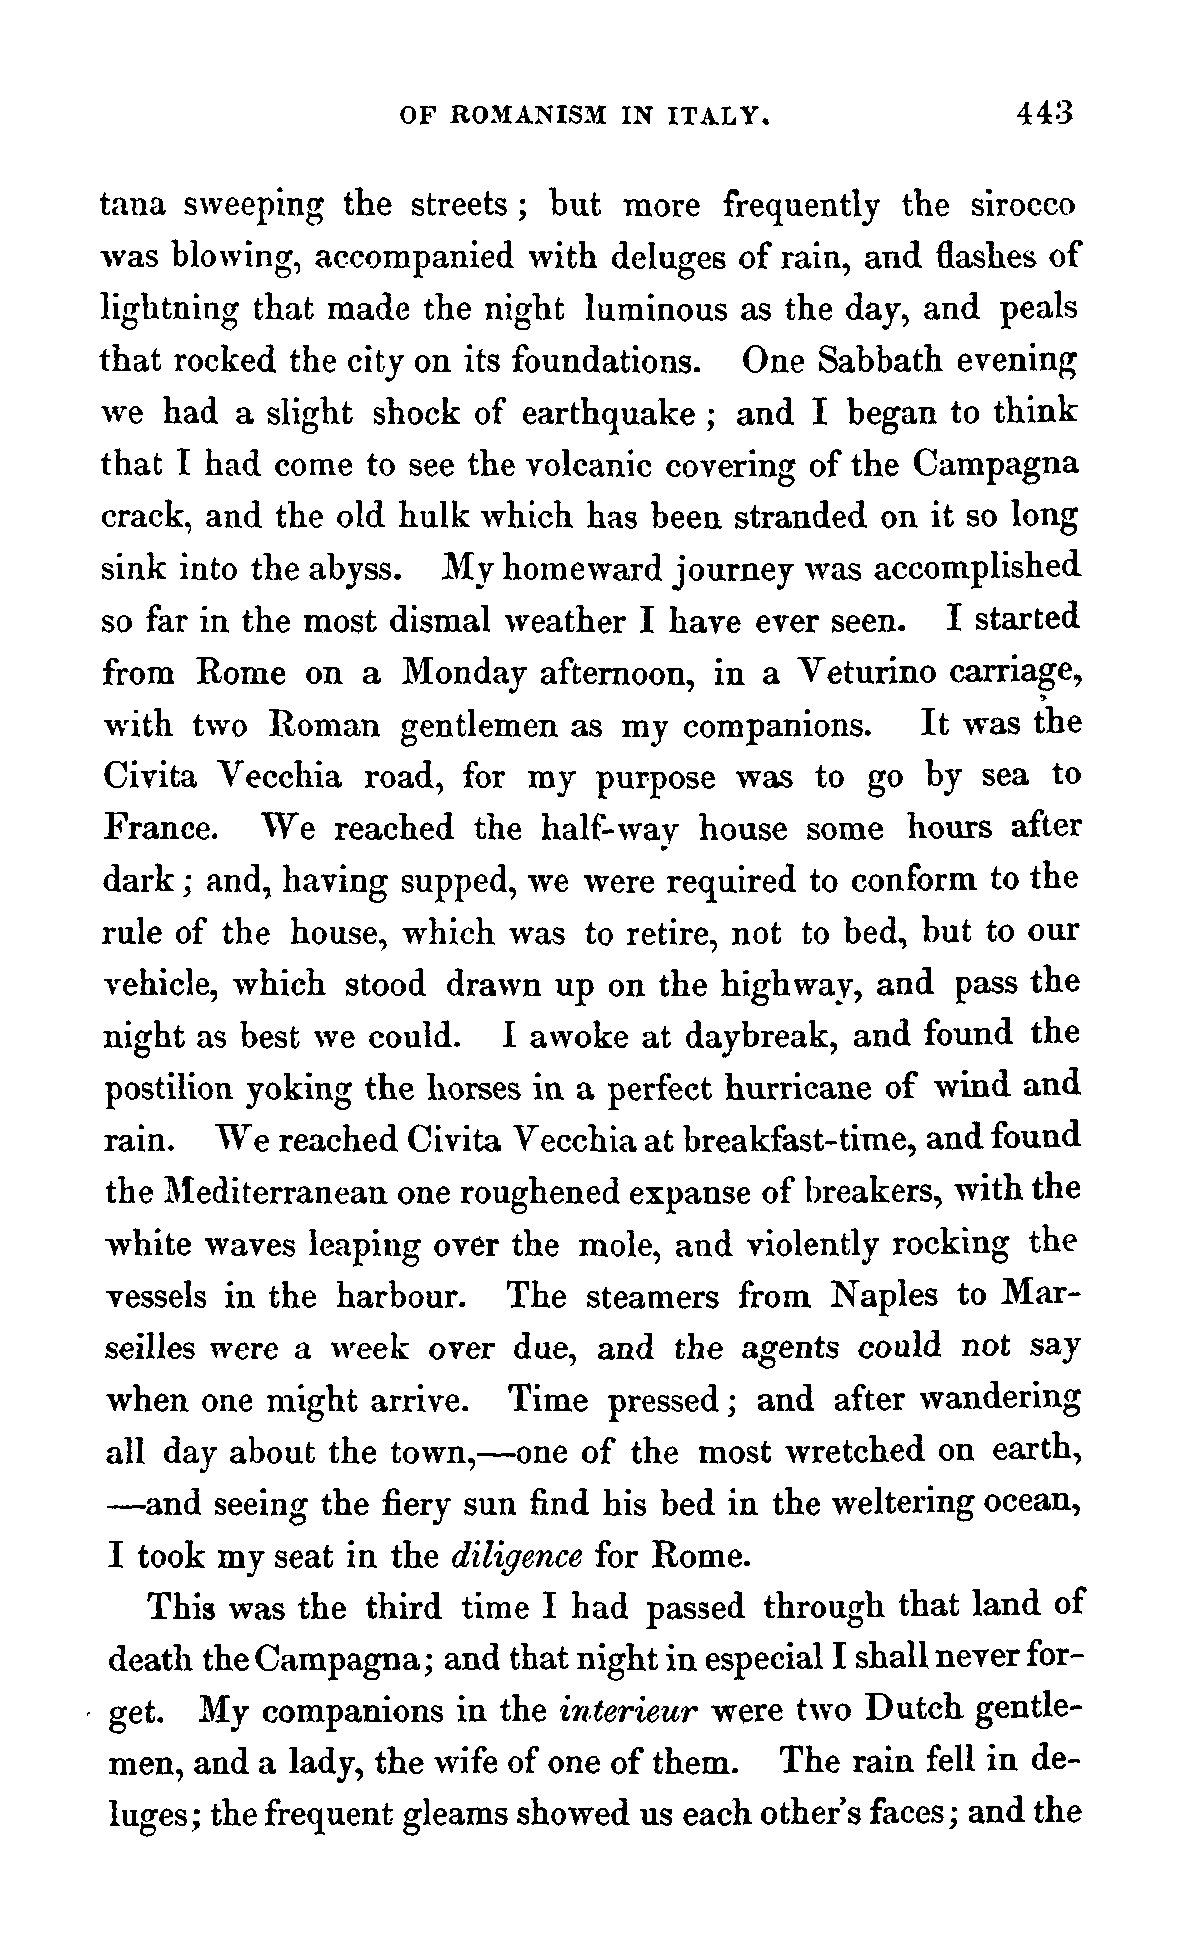 OF ROMANISM IN ITALY. 443
tana sweeping the streets; but more frequently the sirocco
was blowing, accompanied with deluges of rain, and flashes of
lightning that made the night luminous as the day, and peals
that rocked the city on its foundations. One Sabbath evening
we had a slight shock of earthquake; and I began to think
that I had come to see the volcanic covering of the Campagna
crack, and the old hulk which has been stranded on it so long
sink into the abyss. My homeward journey was accomplished
so far in the most dismal weather I have ever seen. I started
from Rome on a Monday afternoon, in a Veturino carriage,
with two Roman gentlemen as my companions. It was the
Civita Vecchia road, for my purpose was to go by sea to
France. We reached the half-way house some hours after
dark; and, having supped, we were required to conform to the
rule of the house, which was to retire, not to bed, but to our
vehicle, which stood drawn up on the highway, and pass the
night as best we could. I awoke at daybreak, and found the
postilion yoking the horses in a perfect hurricane of wind and
rain. We reached Civita Vecchia at breakfast-time, and found
the Mediterranean one roughened expanse of breakers, with the
white waves leaping over the mole, and violently rocking the
vessels in the harbour. The steamers from Naples to Mar-
seilles were a week over due, and the agents could not say
when one might arrive. Time pressed; and after wandering
all day about the town,—one of the most wretched on earth,
—and seeing the fiery sun find his bed in the weltering ocean,
I took my seat in the diligence for Rome.
This was the third time I had passed through that land of
death the Campagna; and that night in especial I shall never for-
get. My companions in the interieur were two Dutch gentle-
men, and a lady, the wife of one of them. The rain fell in de-
luges; the frequent gleams showed us each other's faces; and the